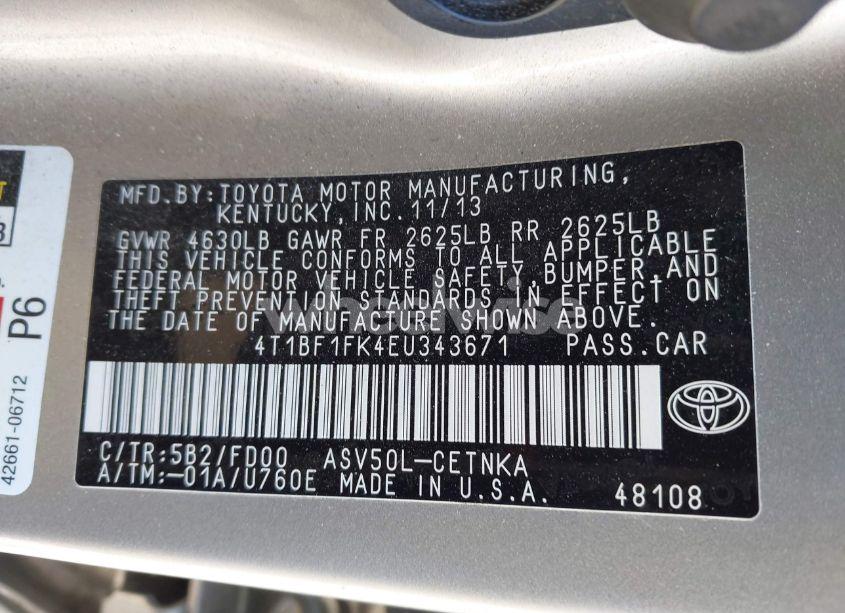 MFD.BY:TOYOTA MOTOR MANUFACTURING,
KENTUCKY,INC.11/13
GVWR 4630LB GAWR FR 2625LB RR 2625LB
THIS VEHICLE CONFORMS TO ALL APPLICABLE
FEDERAL MOTOR VEHICLE SAFETY,BUMPER,AND
THEFT PREVENTION STANDARDS IN EFFECT ON
THE DATE OF MANUFACTURE SHOWN ABOVE.
4T1BF1FK4EU343671 PASS.CAR
C/TR:5B2/FD00 ASV50L-CETNKA
A/TM:-01A/U760E MADE IN U.S.A. 48108
P6
42661-06712